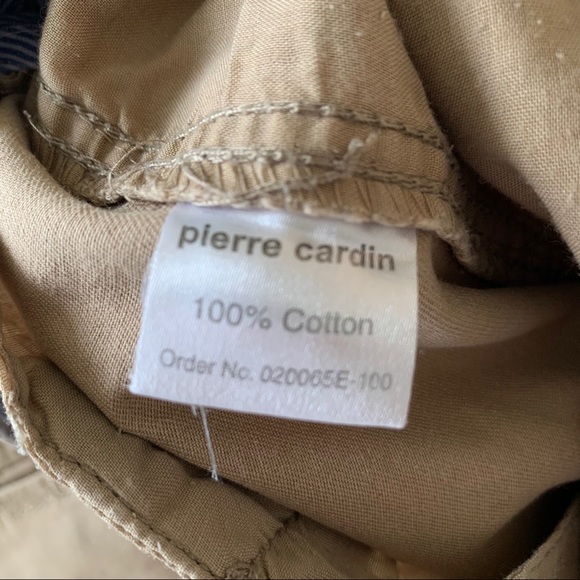 pierre cardin
100% Cotton
Order No. 020065E-100